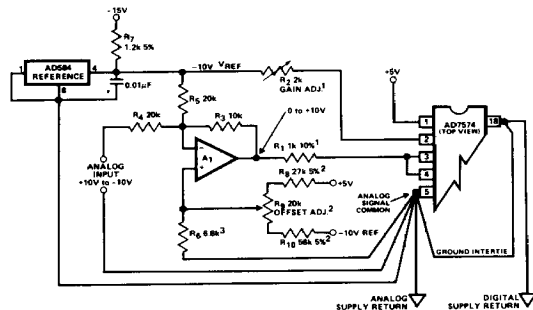 -15V
R7
1.2k 5%
AD584
REFERENCE
1
4
8
0.01µF
-10V VREF
R2 2k
GAIN ADJ.1
+5V
R5 20k
R4 20k
R3 10k
0 to +10V
AD7574
(TOP VIEW)
1
2
3
4
5
18
A1
R1 1k 10%1
ANALOG
INPUT
+10V to -10V
R8 27k 5%2
+5V
R9 20k
OFFSET ADJ.2
ANALOG
SIGNAL
COMMON
R6 6.8k3
R10 56k 5%2
-10V REF
GROUND INTERTIE
ANALOG
SUPPLY RETURN
DIGITAL
SUPPLY RETURN